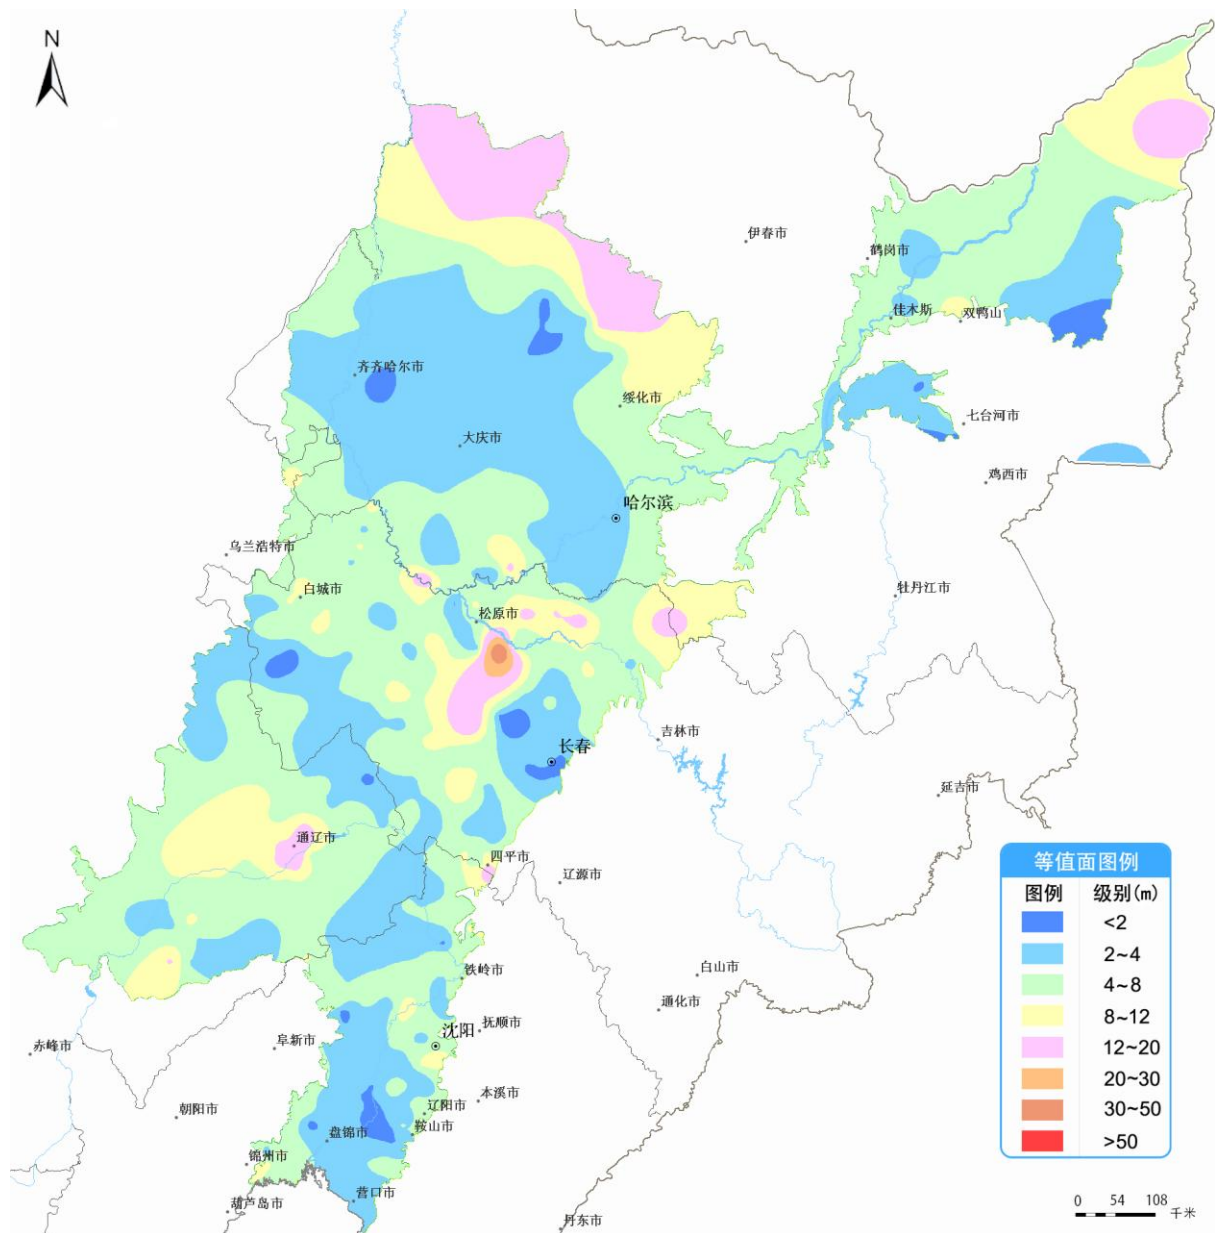 N
伊春市
鹤岗市
佳木斯
双鸭山
齐齐哈尔市
绥化市
七台河市
大庆市
鸡西市
哈尔滨
乌兰浩特市
白城市
牡丹江市
松原市
吉林市
长春
延吉市
通辽市
四平市
辽源市
铁岭市
白山市
通化市
沈阳
抚顺市
阜新市
赤峰市
本溪市
朝阳市
辽阳市
鞍山市
盘锦市
锦州市
营口市
葫芦岛市
丹东市
等值面图例
图例 级别(m)
<2
2~4
4~8
8~12
12~20
20~30
30~50
>50
0 54 108
千米